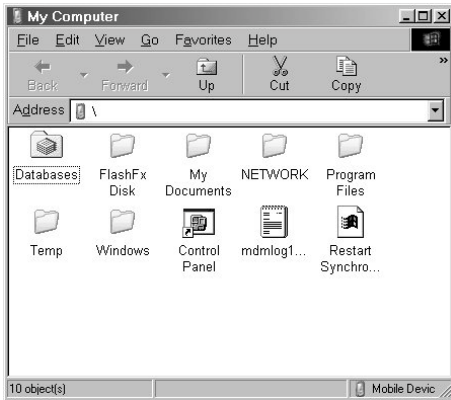 My Computer
File Edit View Go Favorites Help
Back Forward Up Cut Copy »
Address \
Databases FlashFx Disk My Documents NETWORK Program Files
Temp Windows Control Panel mdmlog1... Restart Synchro...
10 object(s) Mobile Devic